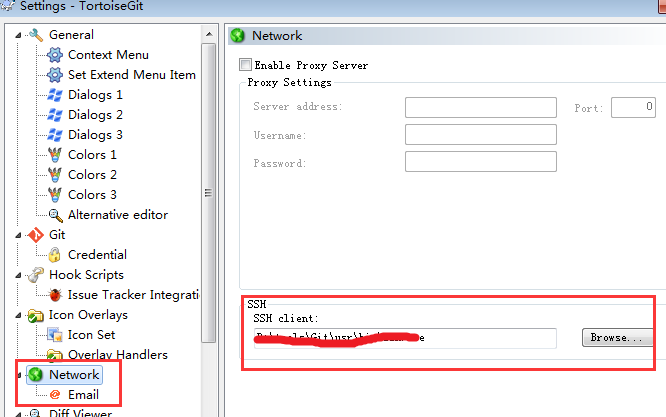 Settings - TortoiseGit
General
Context Menu
Set Extend Menu Item
Dialogs 1
Dialogs 2
Dialogs 3
Colors 1
Colors 2
Colors 3
Alternative editor
Git
Credential
Hook Scripts
Issue Tracker Integratio
Icon Overlays
Icon Set
Overlay Handlers
Network
Email
Diff Viewer
Network
Enable Proxy Server
Proxy Settings
Server address:
Port:
0
Username:
Password:
SSH
SSH client:
Browse...